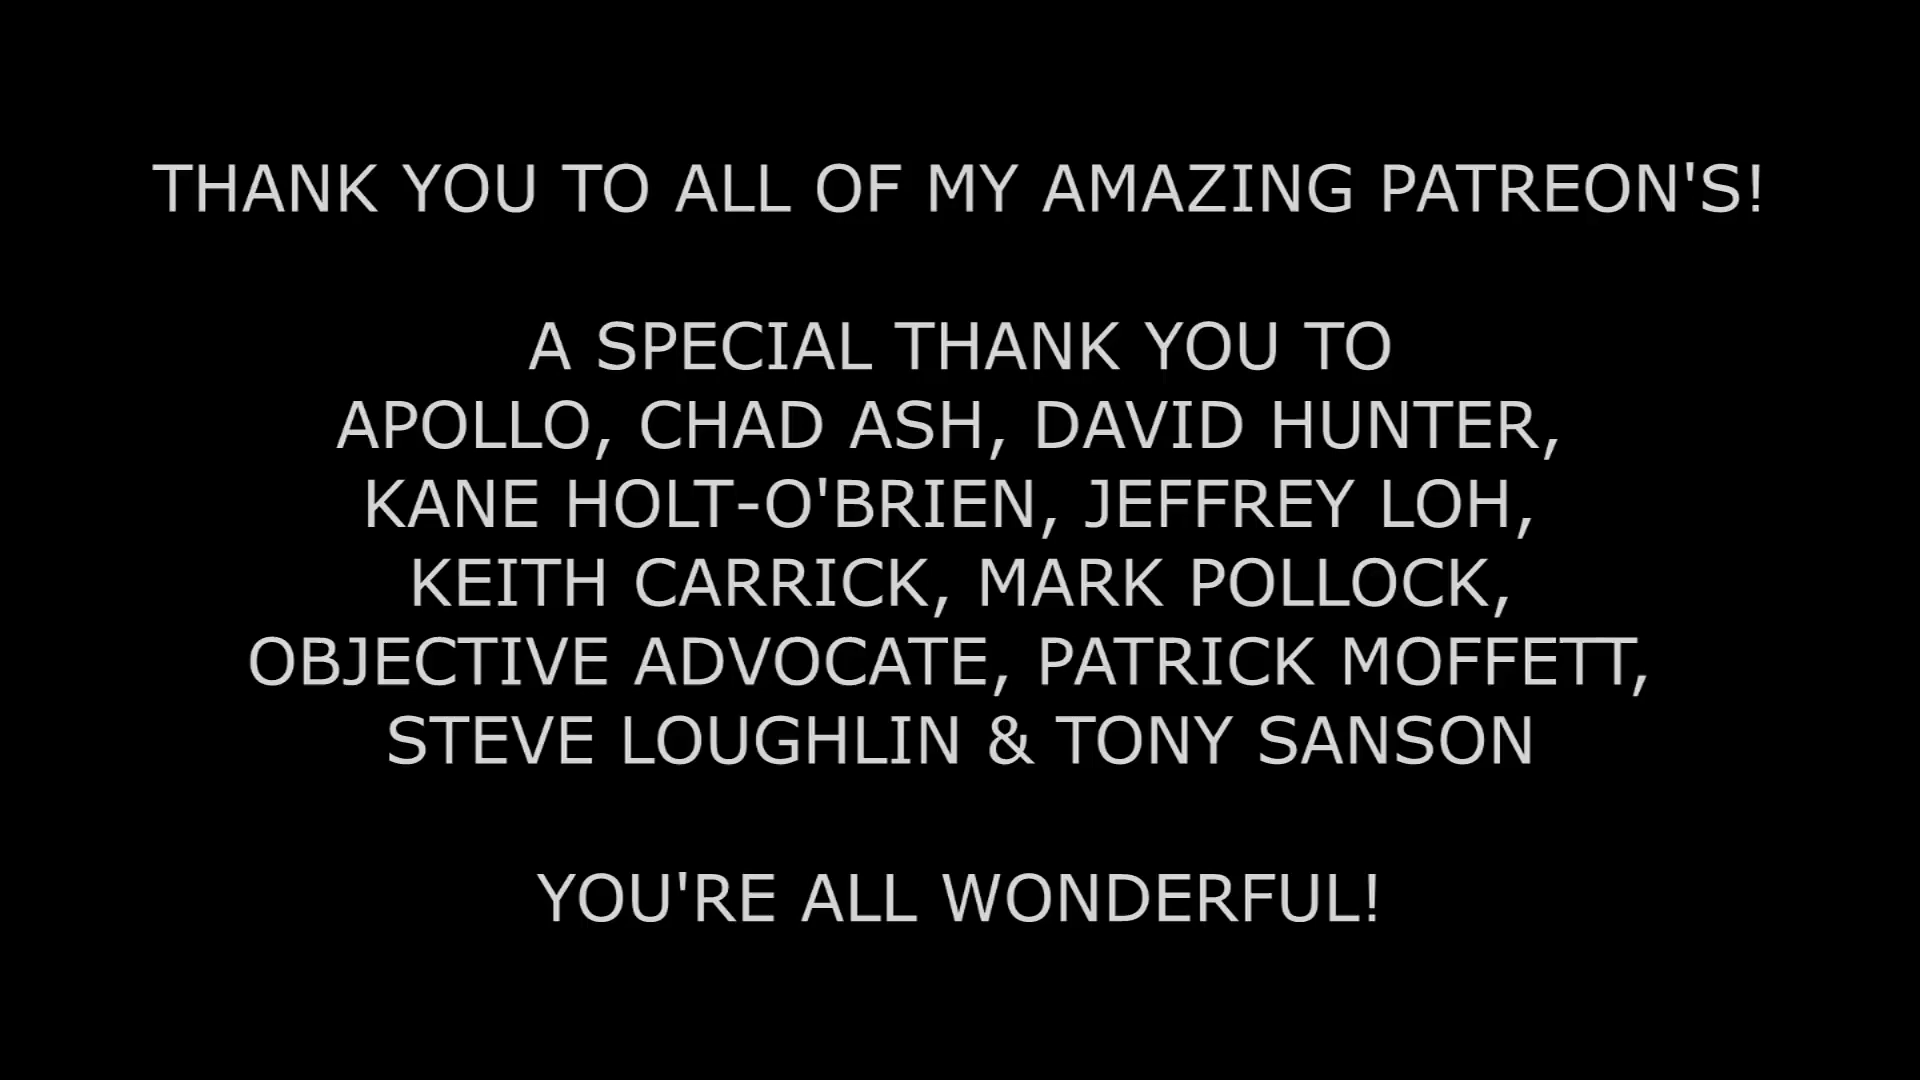 THANK YOU TO ALL OF MY AMAZING PATREON'S!
A SPECIAL THANK YOU TO
APOLLO, CHAD ASH, DAVID HUNTER,
KANE HOLT-O'BRIEN, JEFFREY LOH,
KEITH CARRICK, MARK POLLOCK,
OBJECTIVE ADVOCATE, PATRICK MOFFETT,
STEVE LOUGHLIN & TONY SANSON
YOU'RE ALL WONDERFUL!